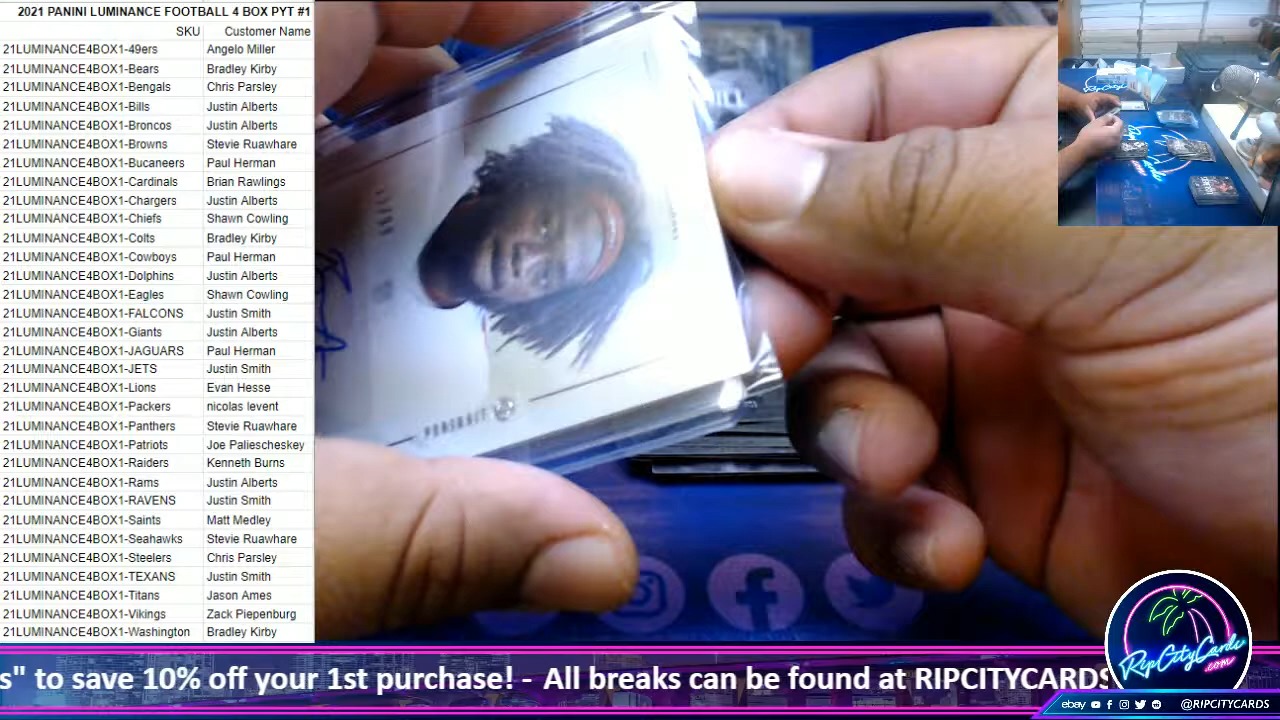 2021 PANINI LUMINANCE FOOTBALL 4 BOX PYT #1
SKU Customer Name
21LUMINANCE4BOX1-49ers Angelo Miller
21LUMINANCE4BOX1-Bears Bradley Kirby
21LUMINANCE4BOX1-Bengals Chris Parsley
21LUMINANCE4BOX1-Bills Justin Alberts
21LUMINANCE4BOX1-Broncos Justin Alberts
21LUMINANCE4BOX1-Browns Stevie Ruawhare
21LUMINANCE4BOX1-Bucaneers Paul Herman
21LUMINANCE4BOX1-Cardinals Brian Rawlings
21LUMINANCE4BOX1-Chargers Justin Alberts
21LUMINANCE4BOX1-Chiefs Shawn Cowling
21LUMINANCE4BOX1-Colts Bradley Kirby
21LUMINANCE4BOX1-Cowboys Paul Herman
21LUMINANCE4BOX1-Dolphins Justin Alberts
21LUMINANCE4BOX1-Eagles Shawn Cowling
21LUMINANCE4BOX1-FALCONS Justin Smith
21LUMINANCE4BOX1-Giants Justin Alberts
21LUMINANCE4BOX1-JAGUARS Paul Herman
21LUMINANCE4BOX1-JETS Justin Smith
21LUMINANCE4BOX1-Lions Evan Hesse
21LUMINANCE4BOX1-Packers nicolas levent
21LUMINANCE4BOX1-Panthers Stevie Ruawhare
21LUMINANCE4BOX1-Patriots Joe Paliescheskey
21LUMINANCE4BOX1-Raiders Kenneth Burns
21LUMINANCE4BOX1-Rams Justin Alberts
21LUMINANCE4BOX1-RAVENS Justin Smith
21LUMINANCE4BOX1-Saints Matt Medley
21LUMINANCE4BOX1-Seahawks Stevie Ruawhare
21LUMINANCE4BOX1-Steelers Chris Parsley
21LUMINANCE4BOX1-TEXANS Justin Smith
21LUMINANCE4BOX1-Titans Jason Ames
21LUMINANCE4BOX1-Vikings Zack Piepenburg
21LUMINANCE4BOX1-Washington Bradley Kirby
PORTRAIT
s" to save 10% off your 1st purchase! - All breaks can be found at RIPCITYCARDS
RipCityCards
.com
ebay @RIPCITYCARDS